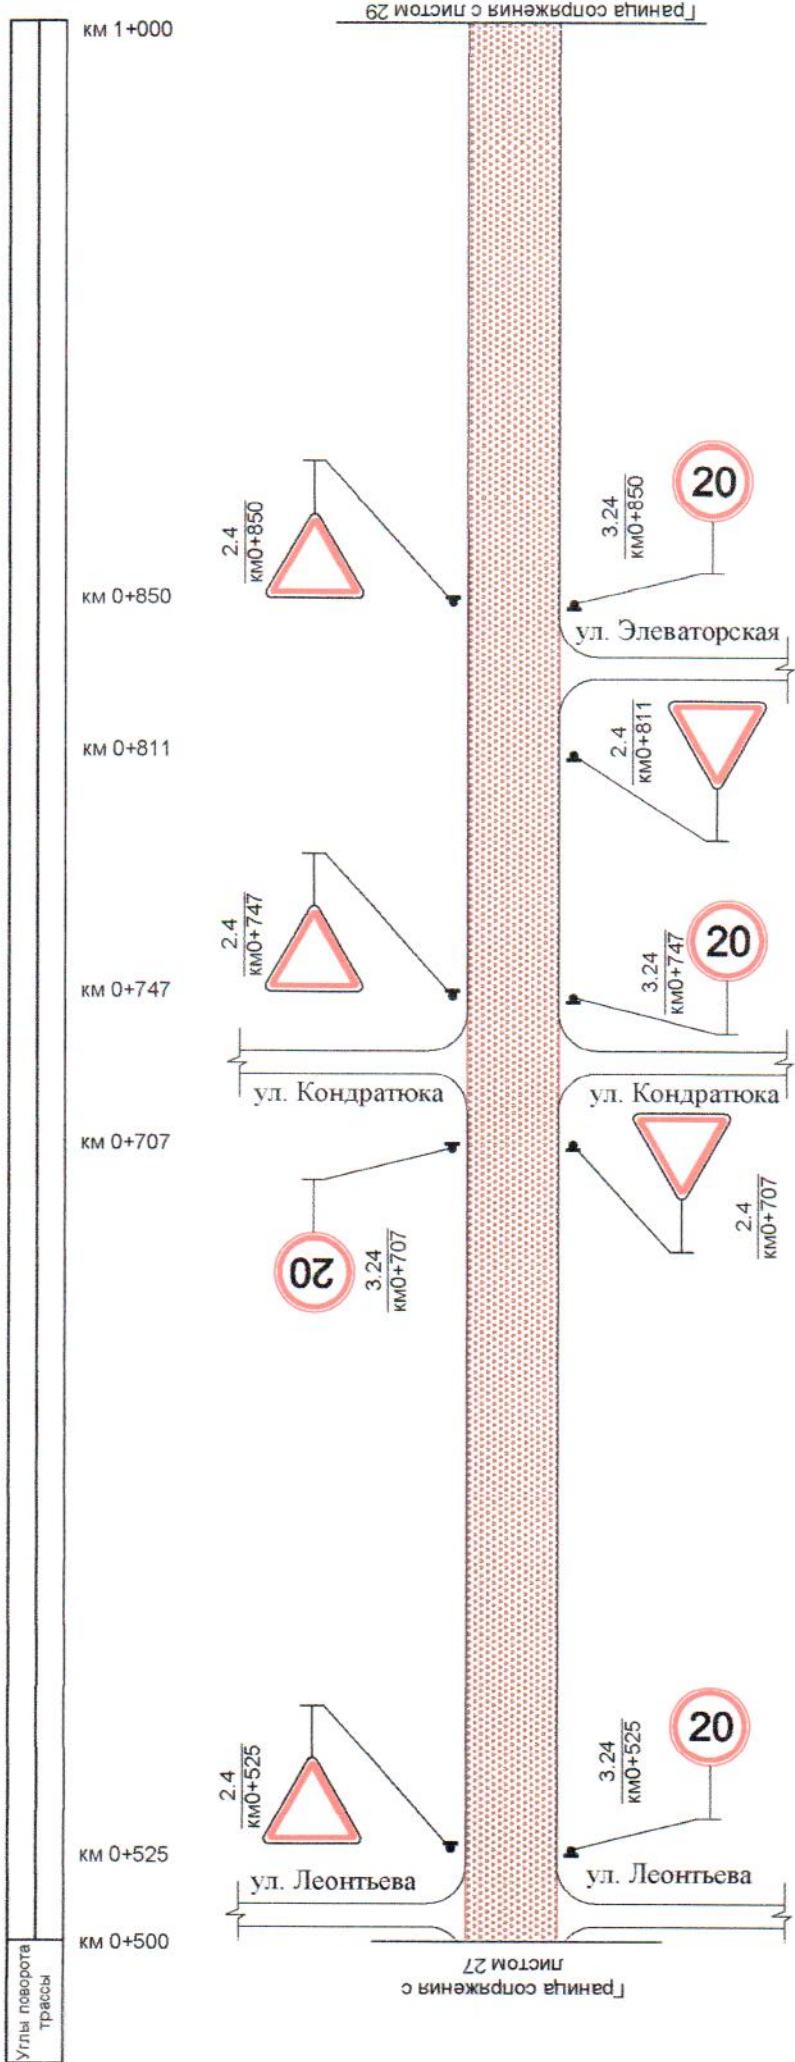 Граница сопряжения с листом 29
км 1+000
2.4
км0+850
3.24
км0+850
20
км 0+850
ул. Элеваторская
км 0+811
2.4
км0+811
2.4
км0+747
3.24
км0+747
20
км 0+747
ул. Кондратюка
ул. Кондратюка
км 0+707
20
3.24
км0+707
2.4
км0+707
2.4
км0+525
3.24
км0+525
20
км 0+525
ул. Леонтьева
ул. Леонтьева
км 0+500
Граница сопряжения с
листом 27
Углы поворота
трассы